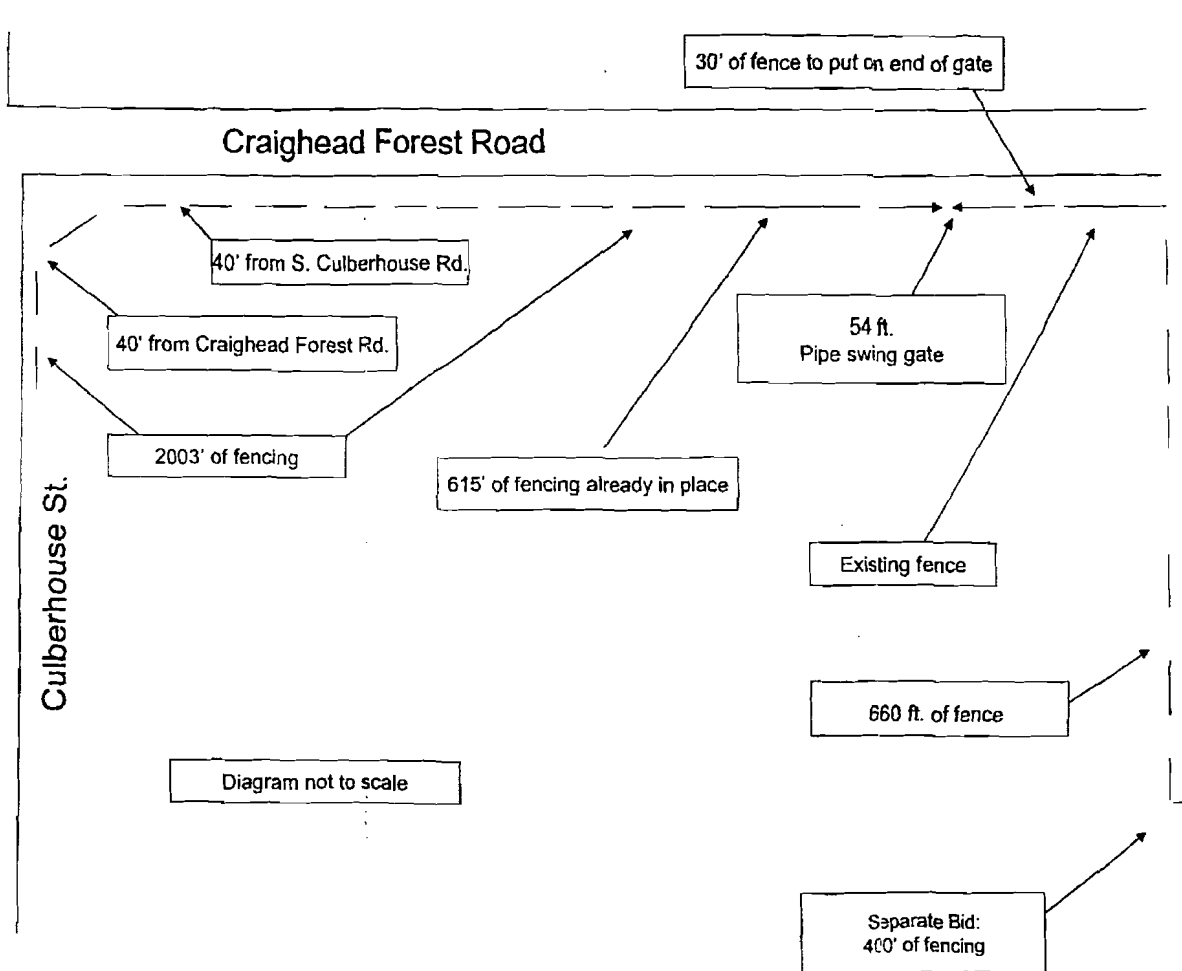 30' of fence to put on end of gate
Craighead Forest Road
40' from S. Culberhouse Rd.
40' from Craighead Forest Rd.
54 ft.
Pipe swing gate
2003' of fencing
615' of fencing already in place
Culberhouse St.
Existing fence
660 ft. of fence
Diagram not to scale
Separate Bid:
400' of fencing